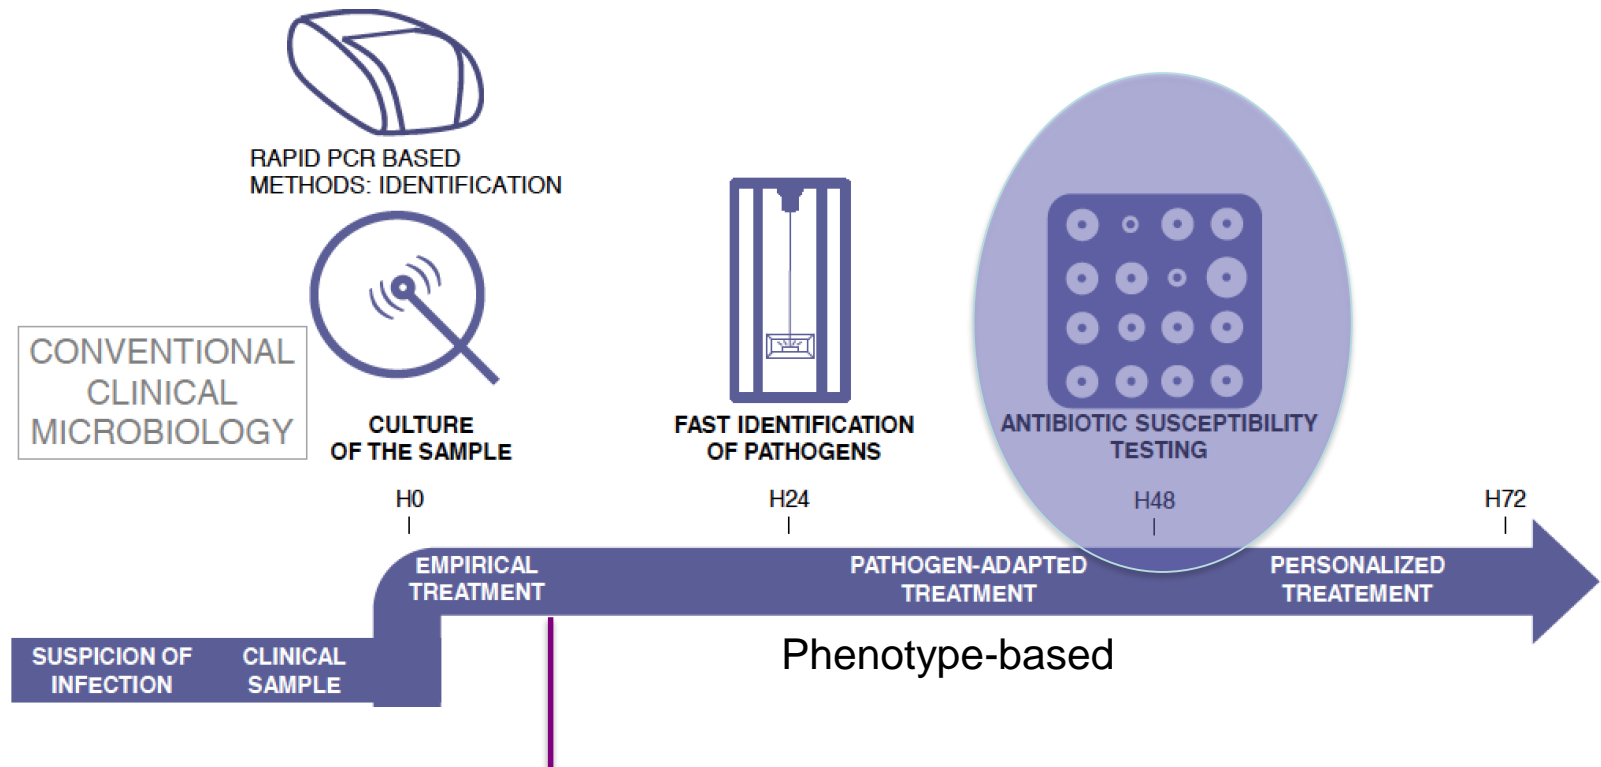 RAPID PCR BASED
METHODS: IDENTIFICATION
CONVENTIONAL
CLINICAL
MICROBIOLOGY
CULTURE
OF THE SAMPLE
FAST IDENTIFICATION
OF PATHOGENS
ANTIBIOTIC SUSCEPTIBILITY
TESTING
H0
H24
H48
H72
EMPIRICAL
TREATMENT
PATHOGEN-ADAPTED
TREATMENT
PERSONALIZED
TREATEMENT
SUSPICION OF
INFECTION
CLINICAL
SAMPLE
Phenotype-based